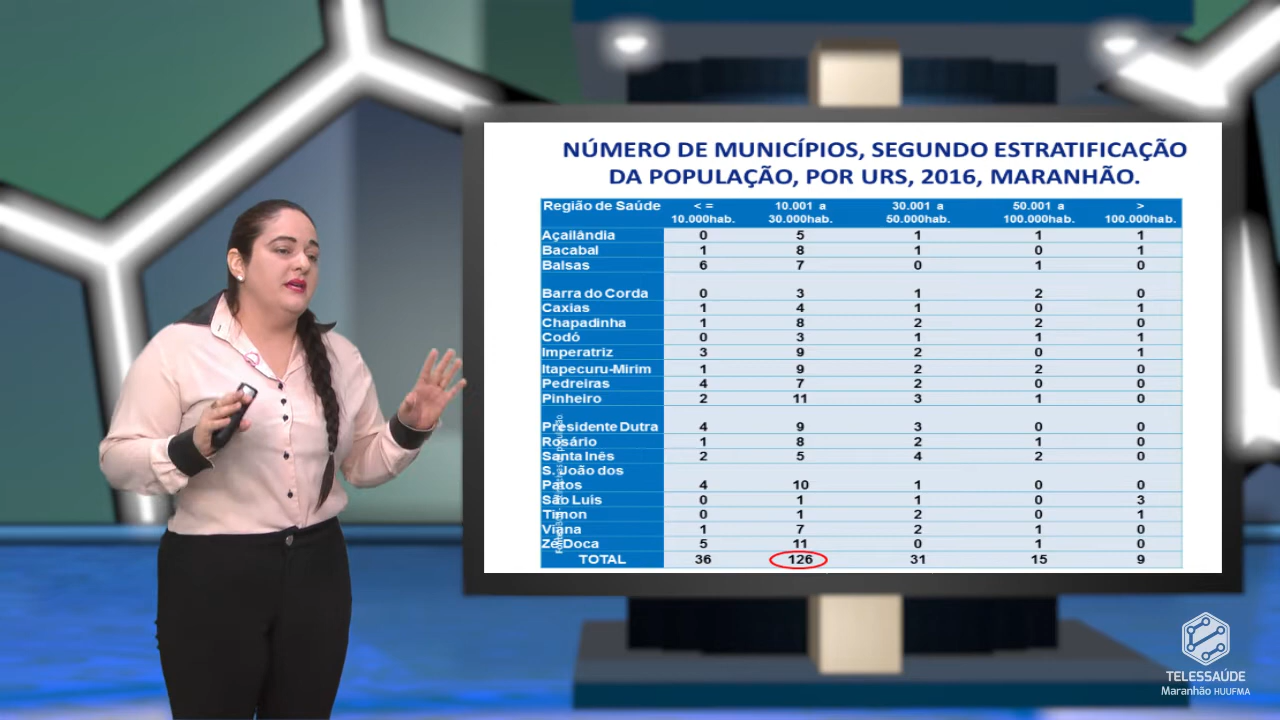 NÚMERO DE MUNICÍPIOS, SEGUNDO ESTRATIFICAÇÃO
DA POPULAÇÃO, POR URS, 2016, MARANHÃO.
Região de Saúde < = 10.001 a 30.001 a 50.001 a >
10.000hab. 30.000hab. 50.000hab. 100.000hab. 100.000hab.
Açailândia 0 5 1 1 1
Bacabal 1 8 1 0 1
Balsas 6 7 0 1 0
Barra do Corda 0 3 1 2 0
Caxias 1 4 1 0 1
Chapadinha 1 8 2 2 0
Codó 0 3 1 1 1
Imperatriz 3 9 2 0 1
Itapecuru-Mirim 1 9 2 2 0
Pedreiras 4 7 2 0 0
Pinheiro 2 11 3 1 0
Presidente Dutra 4 9 3 0 0
Rosário 1 8 2 1 0
Santa Inês 2 5 4 2 0
S. João dos
Patos 4 10 1 0 0
São Luís 0 1 1 0 3
Timon 0 1 2 0 1
Viana 1 7 2 1 0
Zé Doca 5 11 0 1 0
TOTAL 36 126 31 15 9
TELESSAÚDE
Maranhão HUUFMA